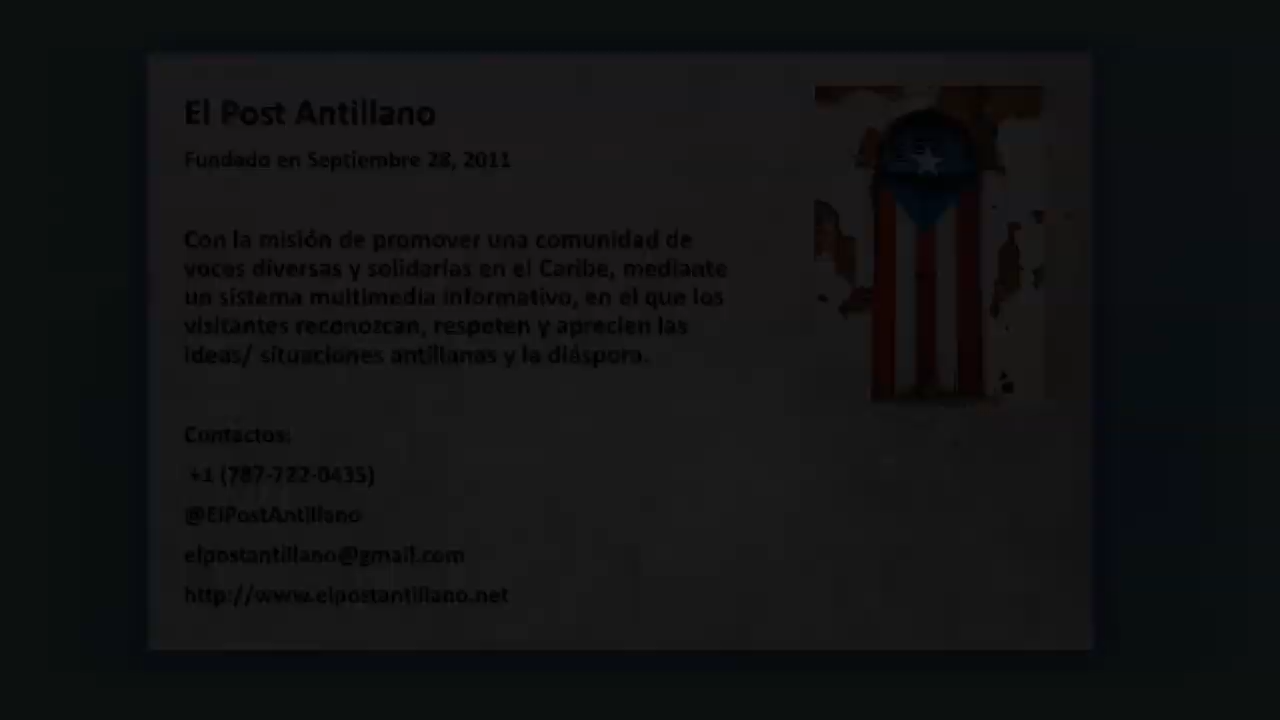 El Post Antillano
Fundado en Septiembre 28, 2011
Con la misión de promover una comunidad de
voces diversas y solidarias en el Caribe, mediante
un sistema multimedia informativo, en el que los
visitantes reconozcan, respeten y aprecien las
ideas/ situaciones antillanas y la diáspora.
Contactos:
+1 (787-722-0435)
@ElPostAntillano
elpostantillano@gmail.com
http://www.elpostantillano.net